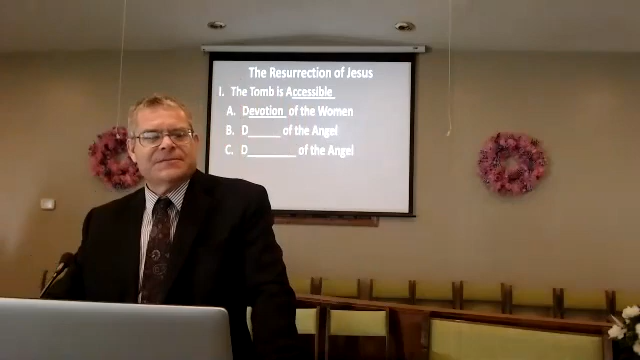 The Resurrection of Jesus
I. The Tomb is Accessible
A. Devotion of the Women
B. D______ of the Angel
C. D_________ of the Angel